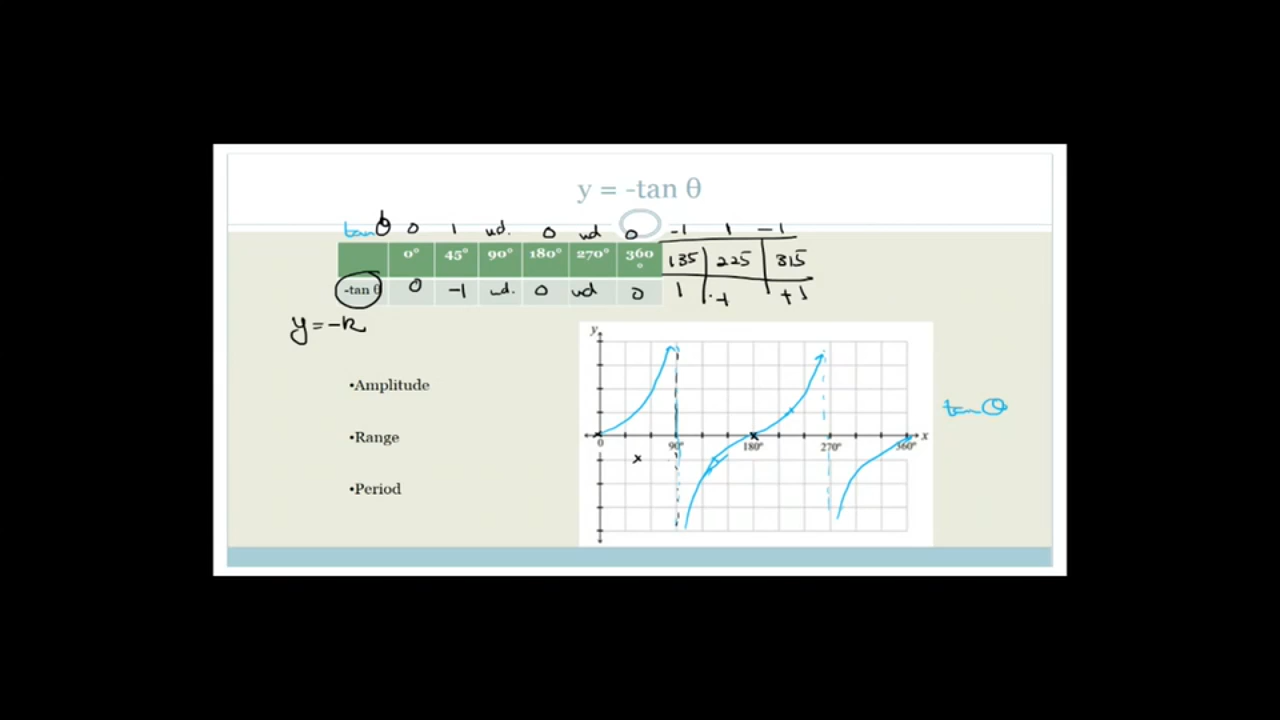 y = -tan θ
tan θ 0 1 ud. 0 ud 0 -1 1 -1
0° 45° 90° 180° 270° 360° 135 225 315
-tan θ 0 -1 ud. 0 ud 0 1 -1 +1
•Amplitude
•Range
•Period
y
0 90° 180° 270° 360° x
tan θ